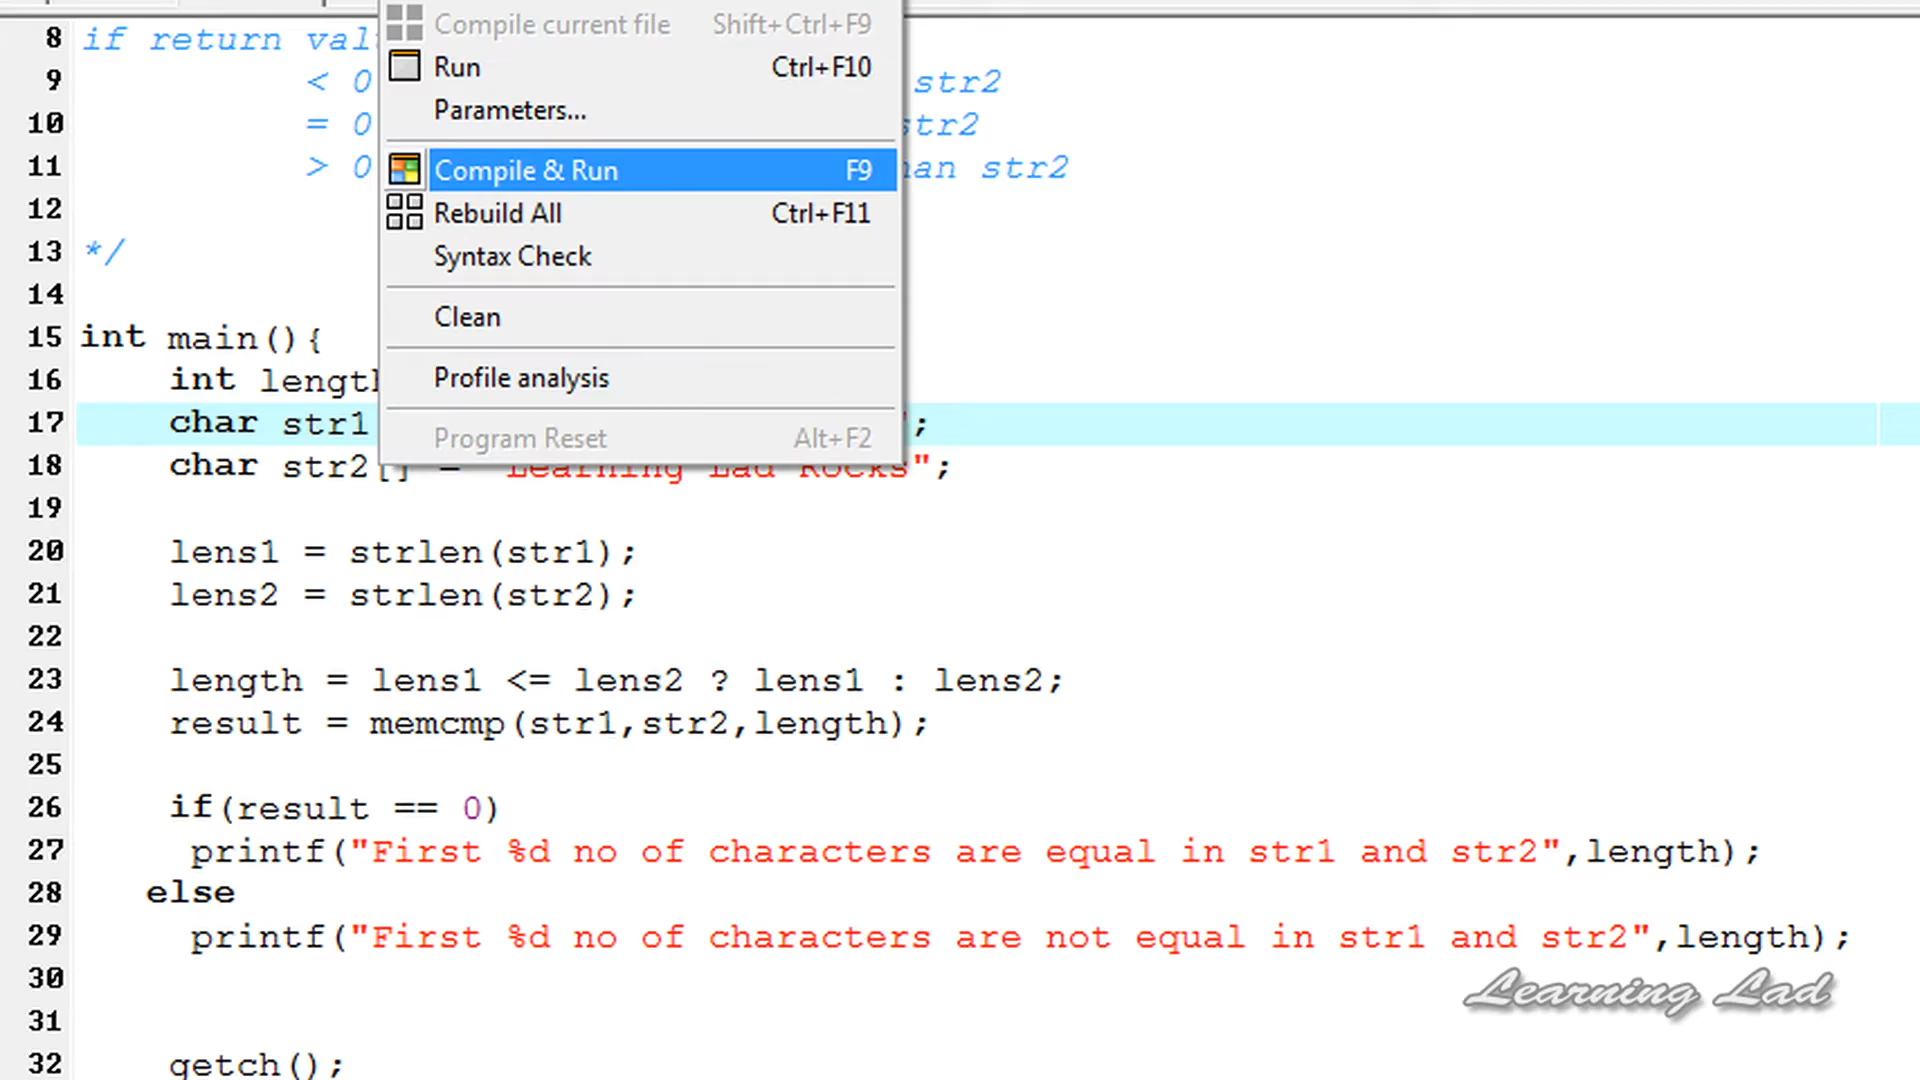 Compile current file Shift+Ctrl+F9
8 if return
Run Ctrl+F10
9 < 0 str2
Parameters...
10 = 0 str2
11 > 0 str2
Compile & Run F9
12
Rebuild All Ctrl+F11
13 */
Syntax Check
14
Clean
15 int main(){
16 int
Profile analysis
17 char str1 ;
Program Reset Alt+F2
18 char str2[] = "Learning Lad Rocks";
19
20 lens1 = strlen(str1);
21 lens2 = strlen(str2);
22
23 length = lens1 <= lens2 ? lens1 : lens2;
24 result = memcmp(str1,str2,length);
25
26 if(result == 0)
27 printf("First %d no of characters are equal in str1 and str2",length);
28 else
29 printf("First %d no of characters are not equal in str1 and str2",length);
30
Learning Lad
31
32 getch();